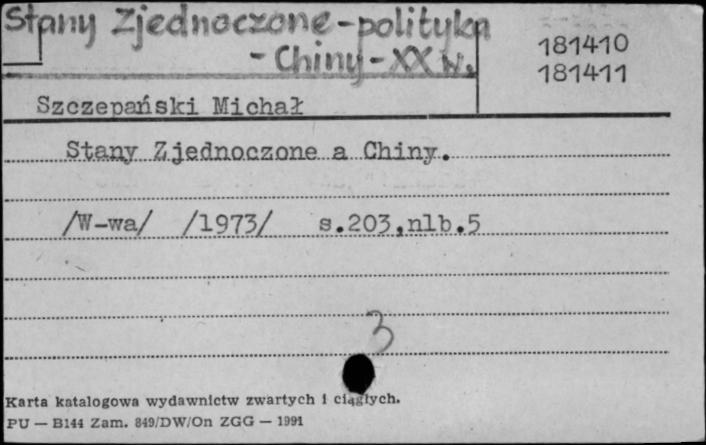 Stany Zjednoczone - polityka
- Chiny - XX w.
181410
181411
Szczepański Michał
Stany Zjednoczone a Chiny.
/W-wa/ /1973/ s.203,nlb.5
3
Karta katalogowa wydawnictw zwartych i ciągłych.
PU — B144 Zam. 849/DW/On ZGG — 1991